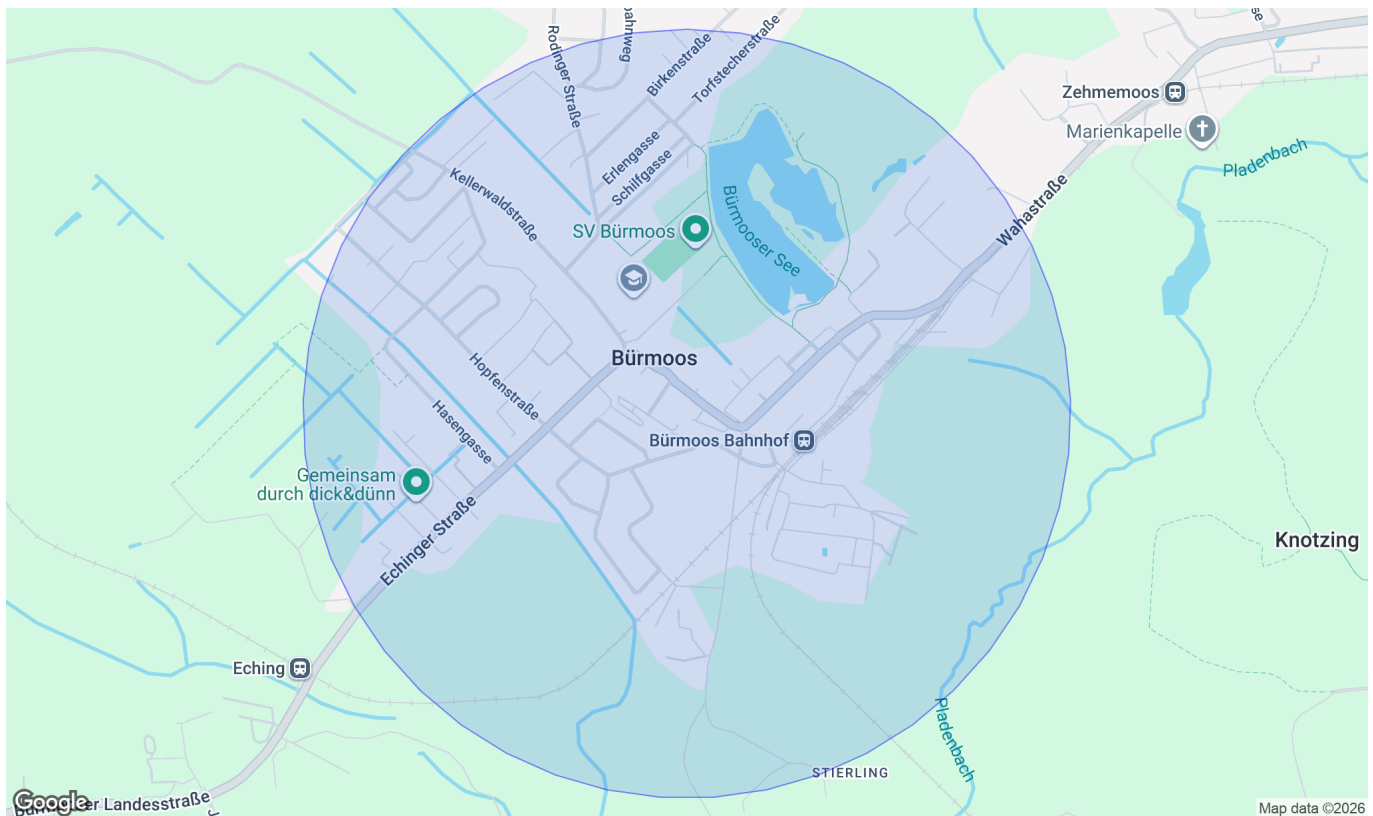 Rodinger Straße
Birkenstraße
Torfstecherstraße
Zehmemoos
Marienkapelle
Pladenbach
Erlengasse
Schilfgasse
Kellerwaldstraße
Wahastraße
SV Bürmoos
Bürmooser See
Bürmoos
Hopfenstraße
Hasengasse
Bürmoos Bahnhof
Gemeinsam
durch dick&dünn
Echinger Straße
Knotzing
Eching
Pladenbach
STIERLING
Google
Landesstraße
Map data ©2026